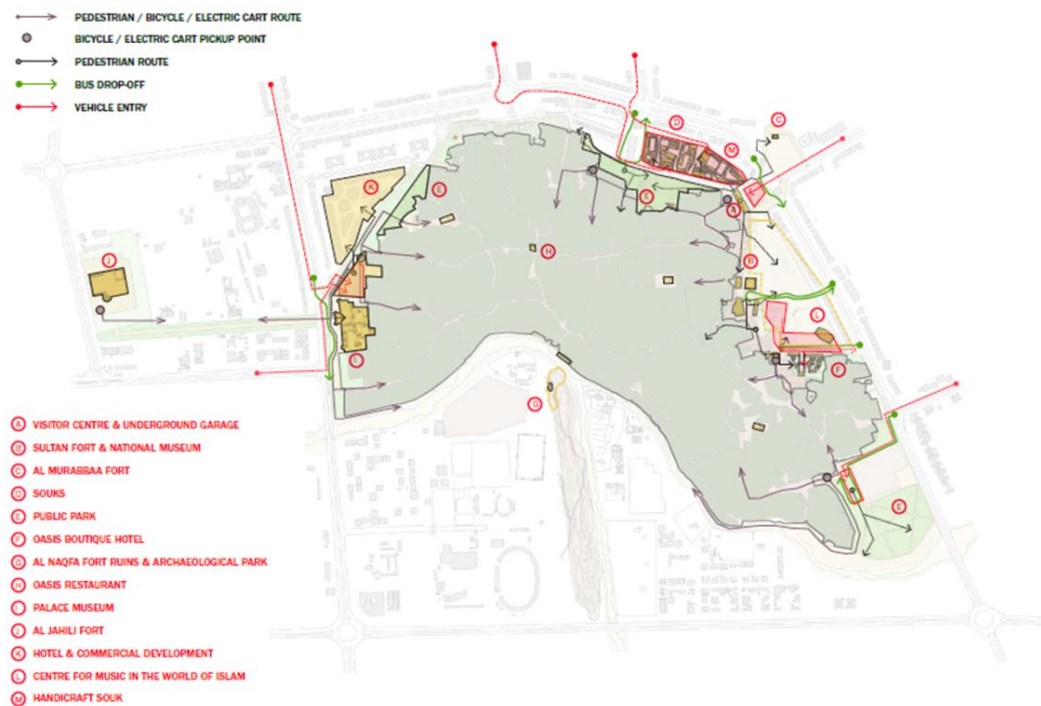 PEDESTRIAN / BICYCLE / ELECTRIC CART ROUTE
BICYCLE / ELECTRIC CART PICKUP POINT
PEDESTRIAN ROUTE
BUS DROP-OFF
VEHICLE ENTRY
C
D
M
K
E
E
A
H
B
J
L
I
F
G
E
A VISITOR CENTRE & UNDERGROUND GARAGE
B SULTAN FORT & NATIONAL MUSEUM
C AL MURABBAA FORT
D SOUKS
E PUBLIC PARK
F OASIS BOUTIQUE HOTEL
G AL NAQFA FORT RUINS & ARCHAEOLOGICAL PARK
H OASIS RESTAURANT
I PALACE MUSEUM
J AL JAHILI FORT
K HOTEL & COMMERCIAL DEVELOPMENT
L CENTRE FOR MUSIC IN THE WORLD OF ISLAM
M HANDICRAFT SOUK